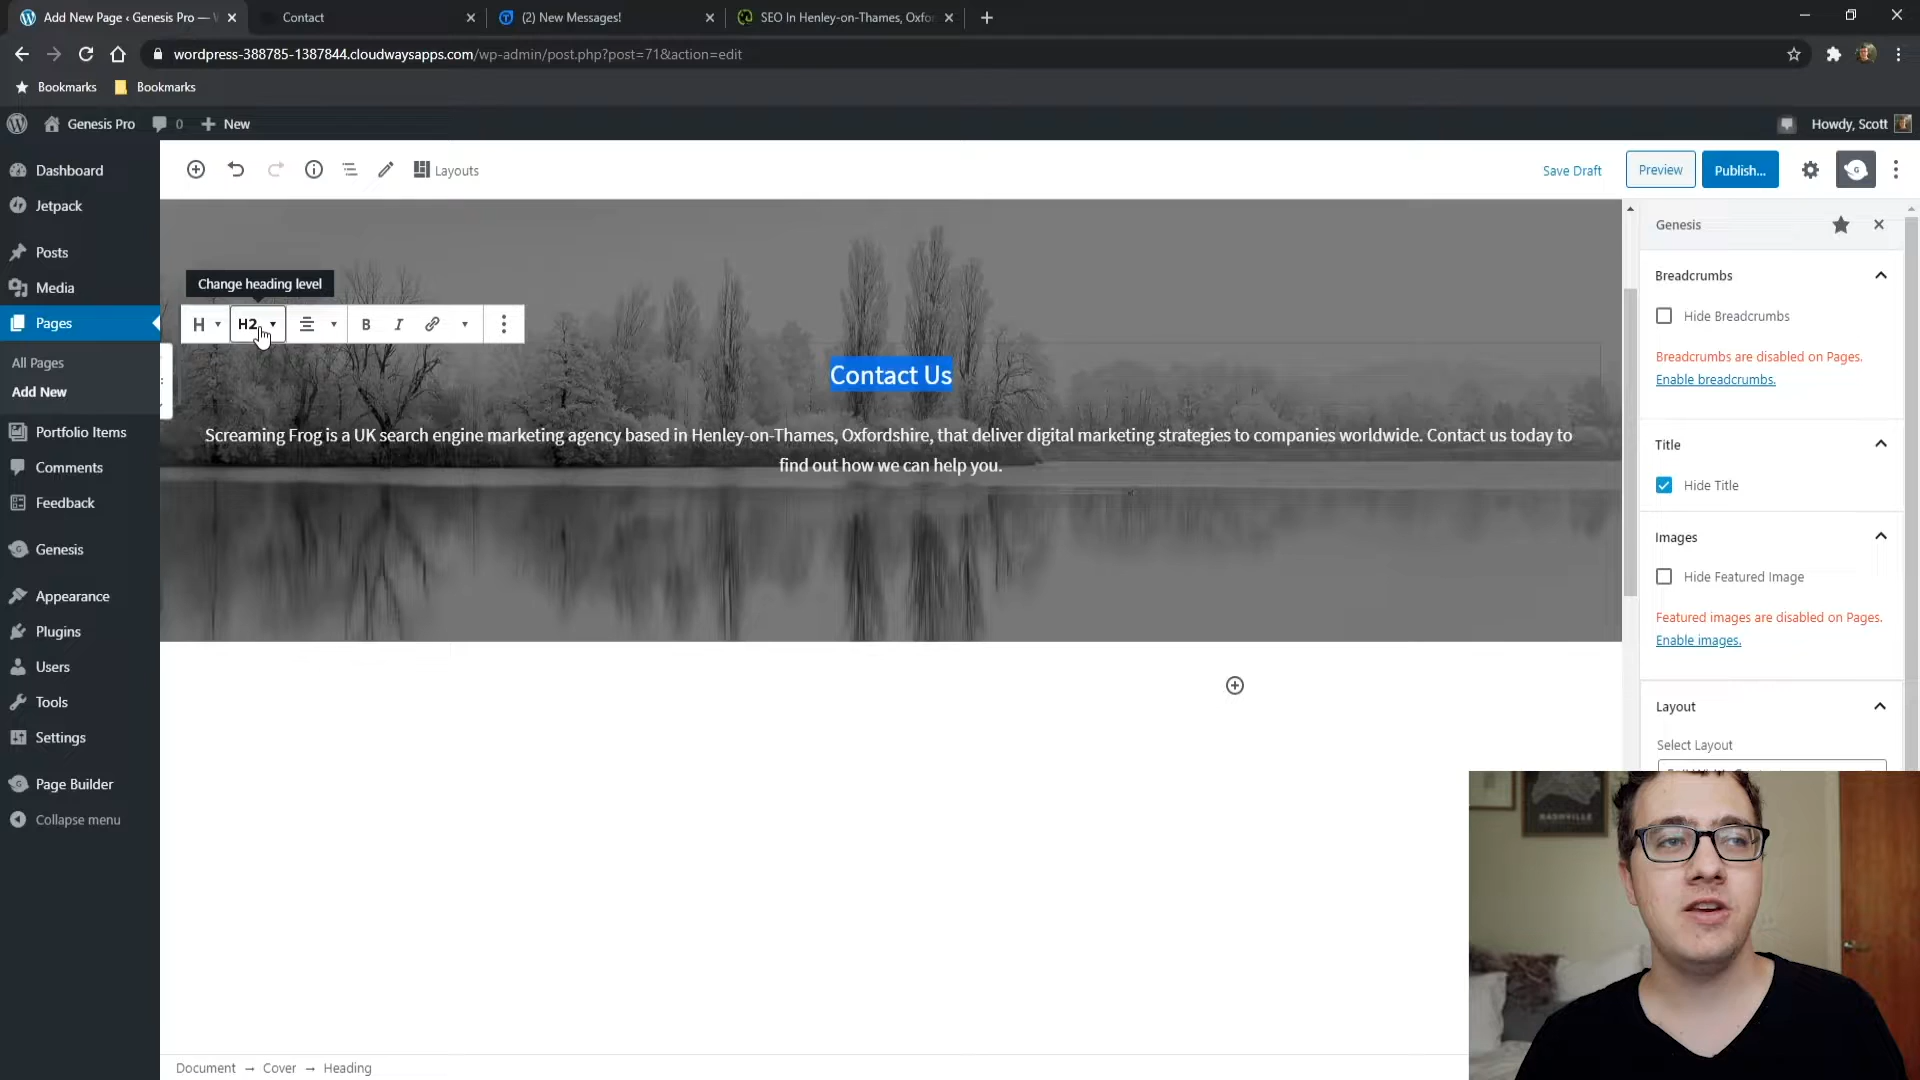 Add New Page ‹ Genesis Pro —
Contact
(2) New Messages!
SEO In Henley-on-Thames, Oxfor
wordpress-388785-1387844.cloudwaysapps.com/wp-admin/post.php?post=71&action=edit
Bookmarks
Bookmarks
Genesis Pro
0
New
Howdy, Scott
Dashboard
Jetpack
Posts
Media
Pages
All Pages
Add New
Portfolio Items
Comments
Feedback
Genesis
Appearance
Plugins
Users
Tools
Settings
Page Builder
Collapse menu
Layouts
Save Draft
Preview
Publish...
Change heading level
H
H2
B
I
Contact Us
Screaming Frog is a UK search engine marketing agency based in Henley-on-Thames, Oxfordshire, that deliver digital marketing strategies to companies worldwide. Contact us today to
find out how we can help you.
Genesis
Breadcrumbs
Hide Breadcrumbs
Breadcrumbs are disabled on Pages.
Enable breadcrumbs.
Title
Hide Title
Images
Hide Featured Image
Featured images are disabled on Pages.
Enable images.
Layout
Select Layout
NASHVILLE
Document → Cover → Heading